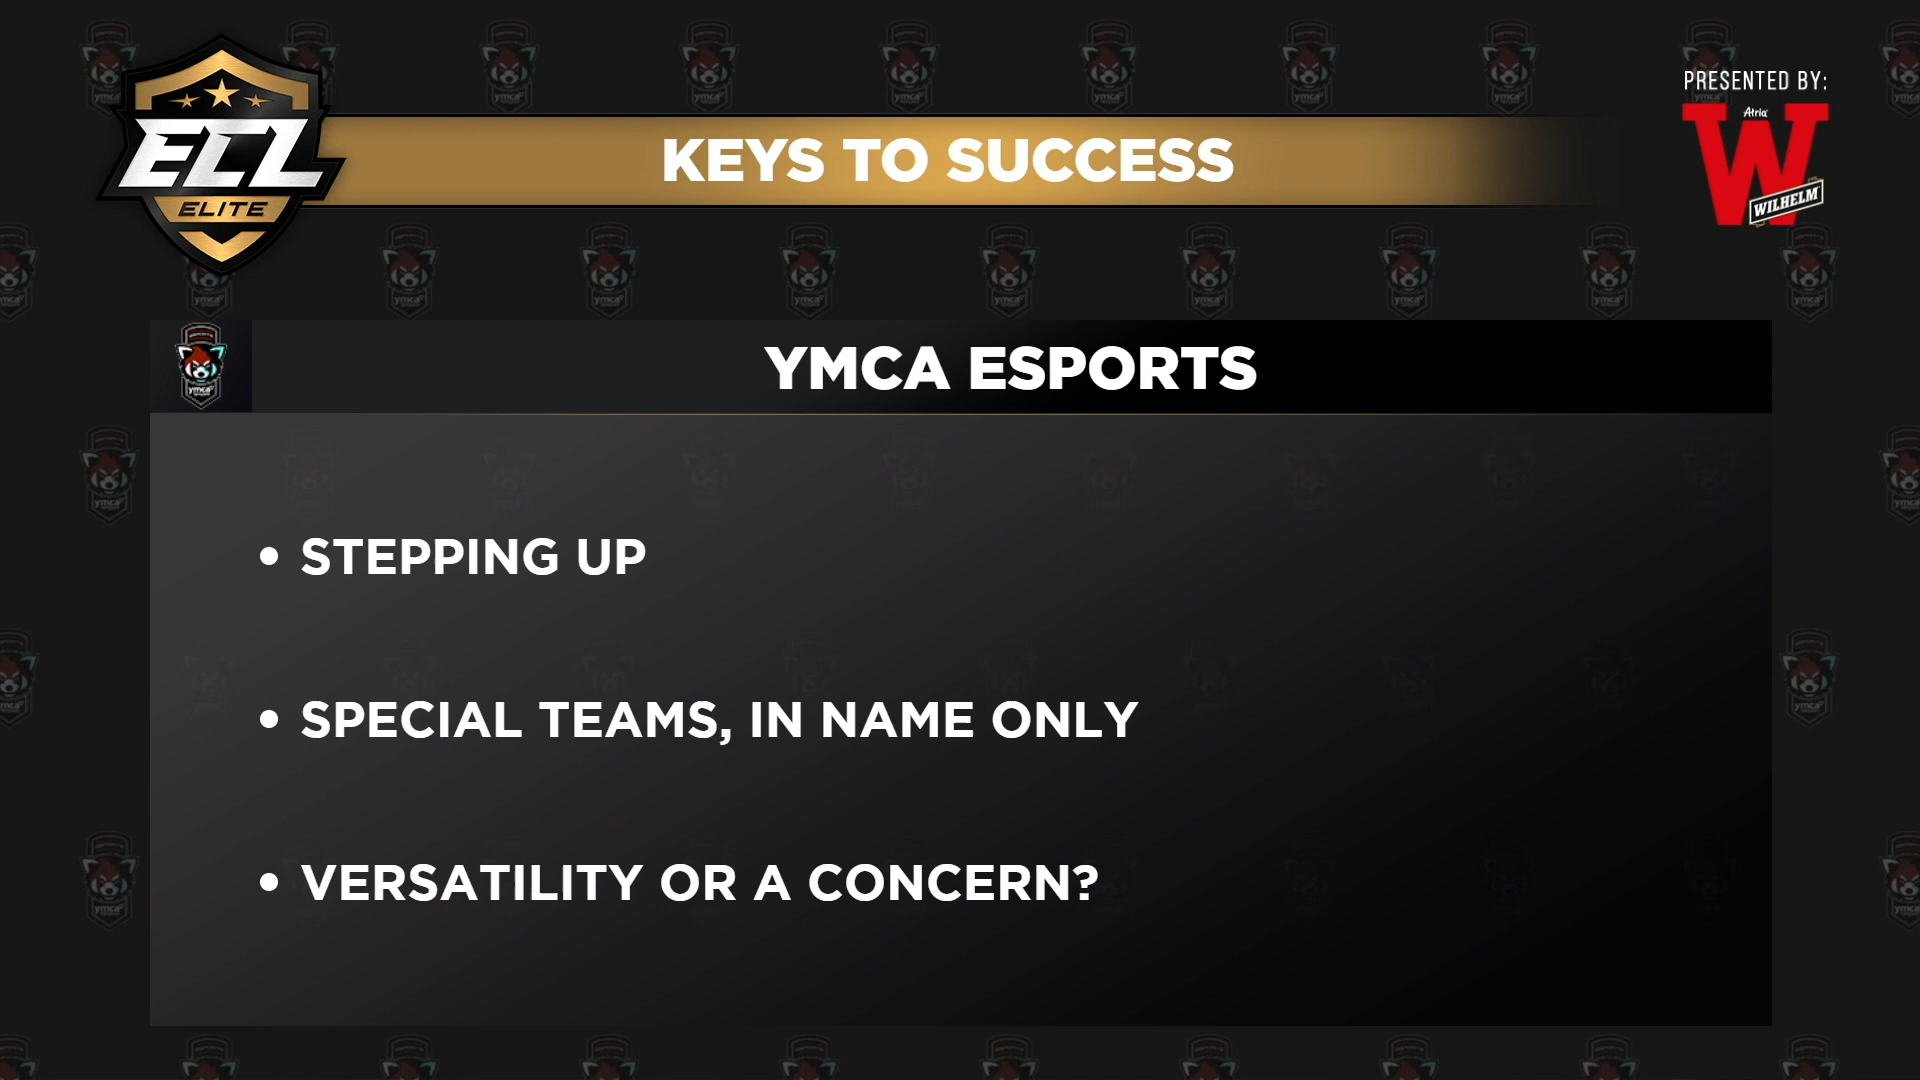 ECL
ELITE
KEYS TO SUCCESS
PRESENTED BY:
Atria
W
WILHELM
YMCA ESPORTS
ymca
• STEPPING UP
• SPECIAL TEAMS, IN NAME ONLY
• VERSATILITY OR A CONCERN?